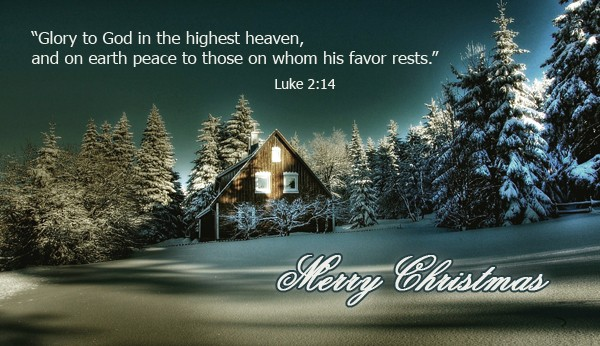 “Glory to God in the highest heaven,
and on earth peace to those on whom his favor rests.”
Luke 2:14
Merry Christmas